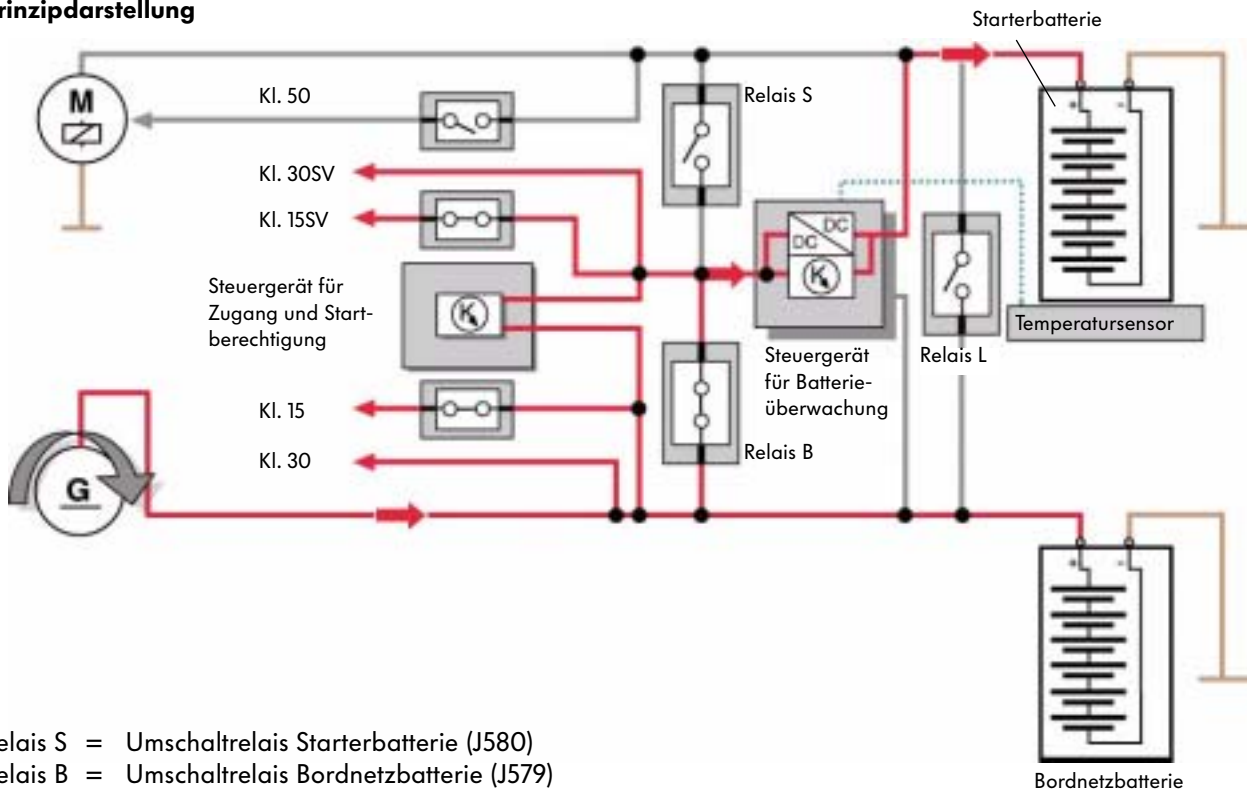 rinzipdarstellung
Starterbatterie
M
Kl. 50
Relais S
Kl. 30SV
Kl. 15SV
DC
DC
K
Steuergerät für
Zugang und Start-
berechtigung
K
Temperatursensor
Steuergerät
für Batterie-
überwachung
Relais L
Kl. 15
Kl. 30
Relais B
G
+ -
+ -
elais S = Umschaltrelais Starterbatterie (J580)
elais B = Umschaltrelais Bordnetzbatterie (J579)
Bordnetzbatterie